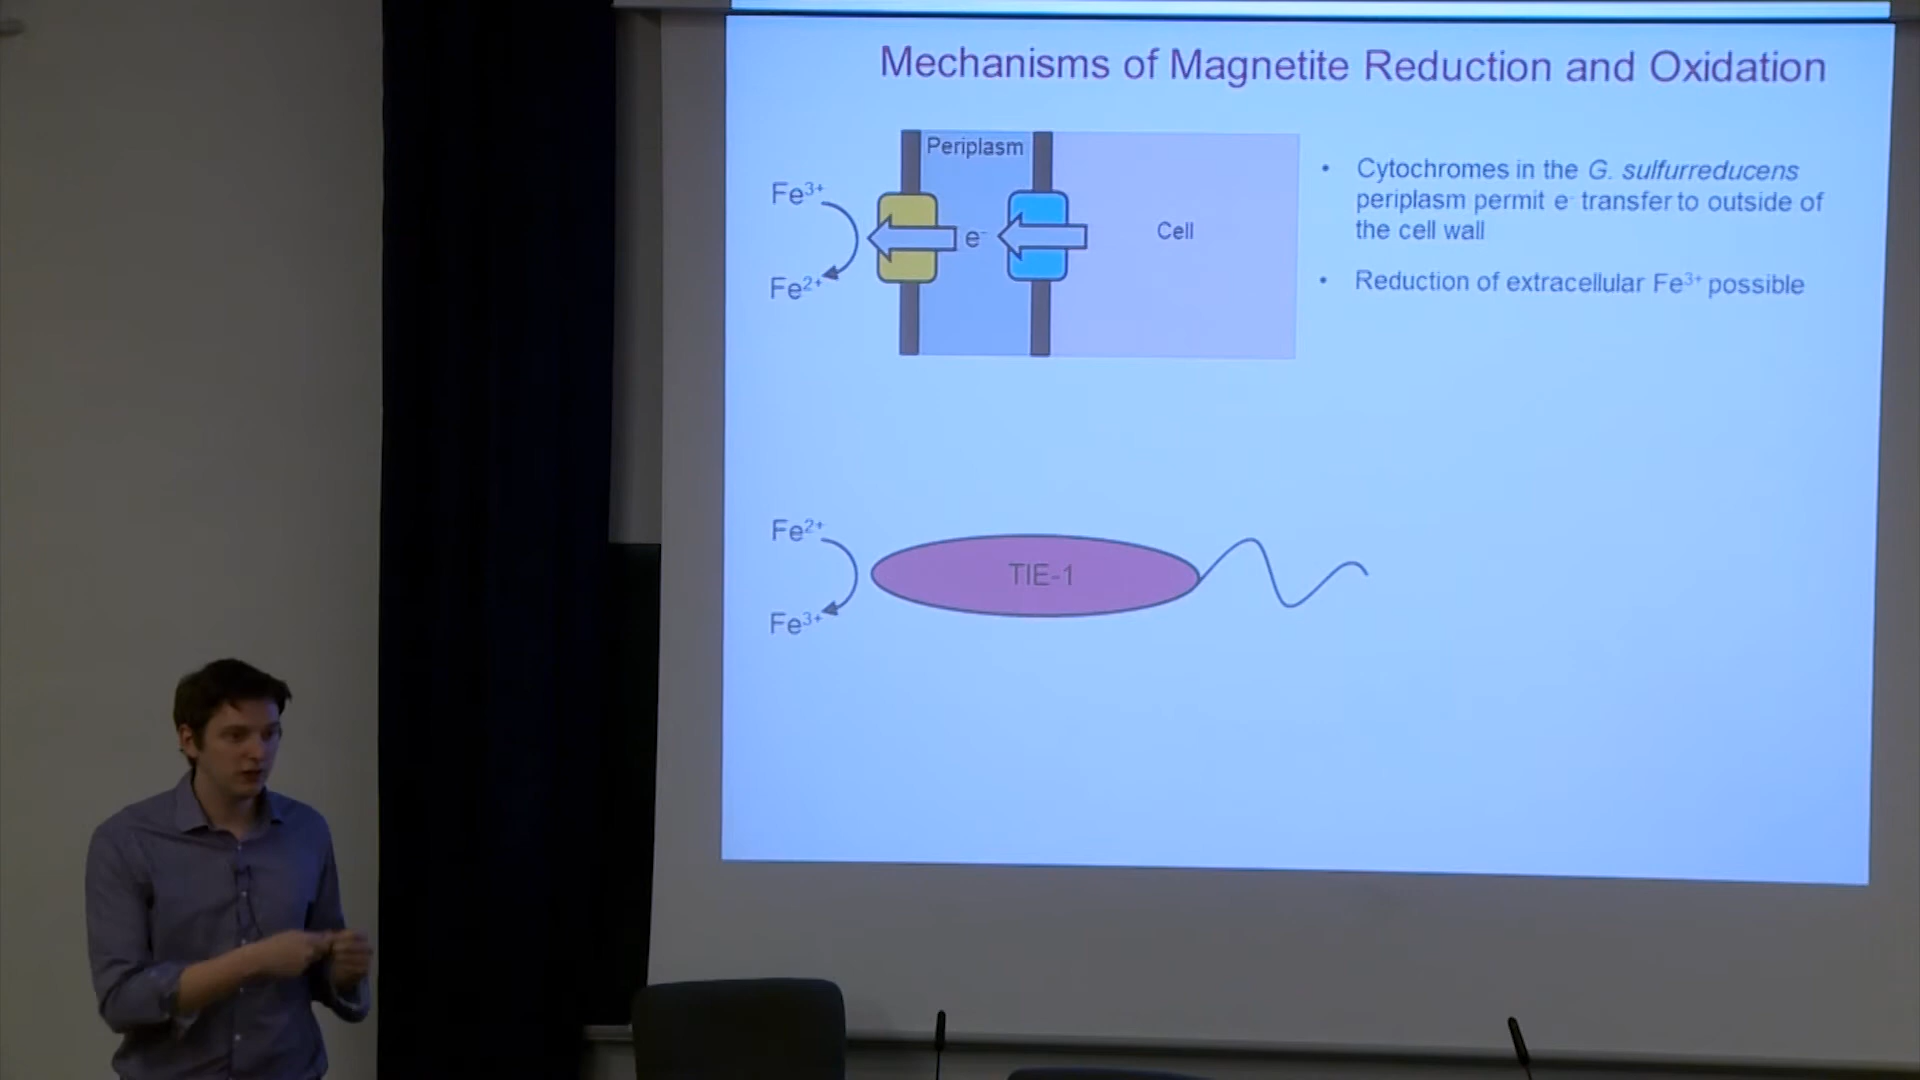 Mechanisms of Magnetite Reduction and Oxidation
Periplasm
Fe³⁺
e⁻
Cell
Fe²⁺
• Cytochromes in the G. sulfurreducens
periplasm permit e⁻ transfer to outside of
the cell wall
• Reduction of extracellular Fe³⁺ possible
Fe²⁺
TIE-1
Fe³⁺